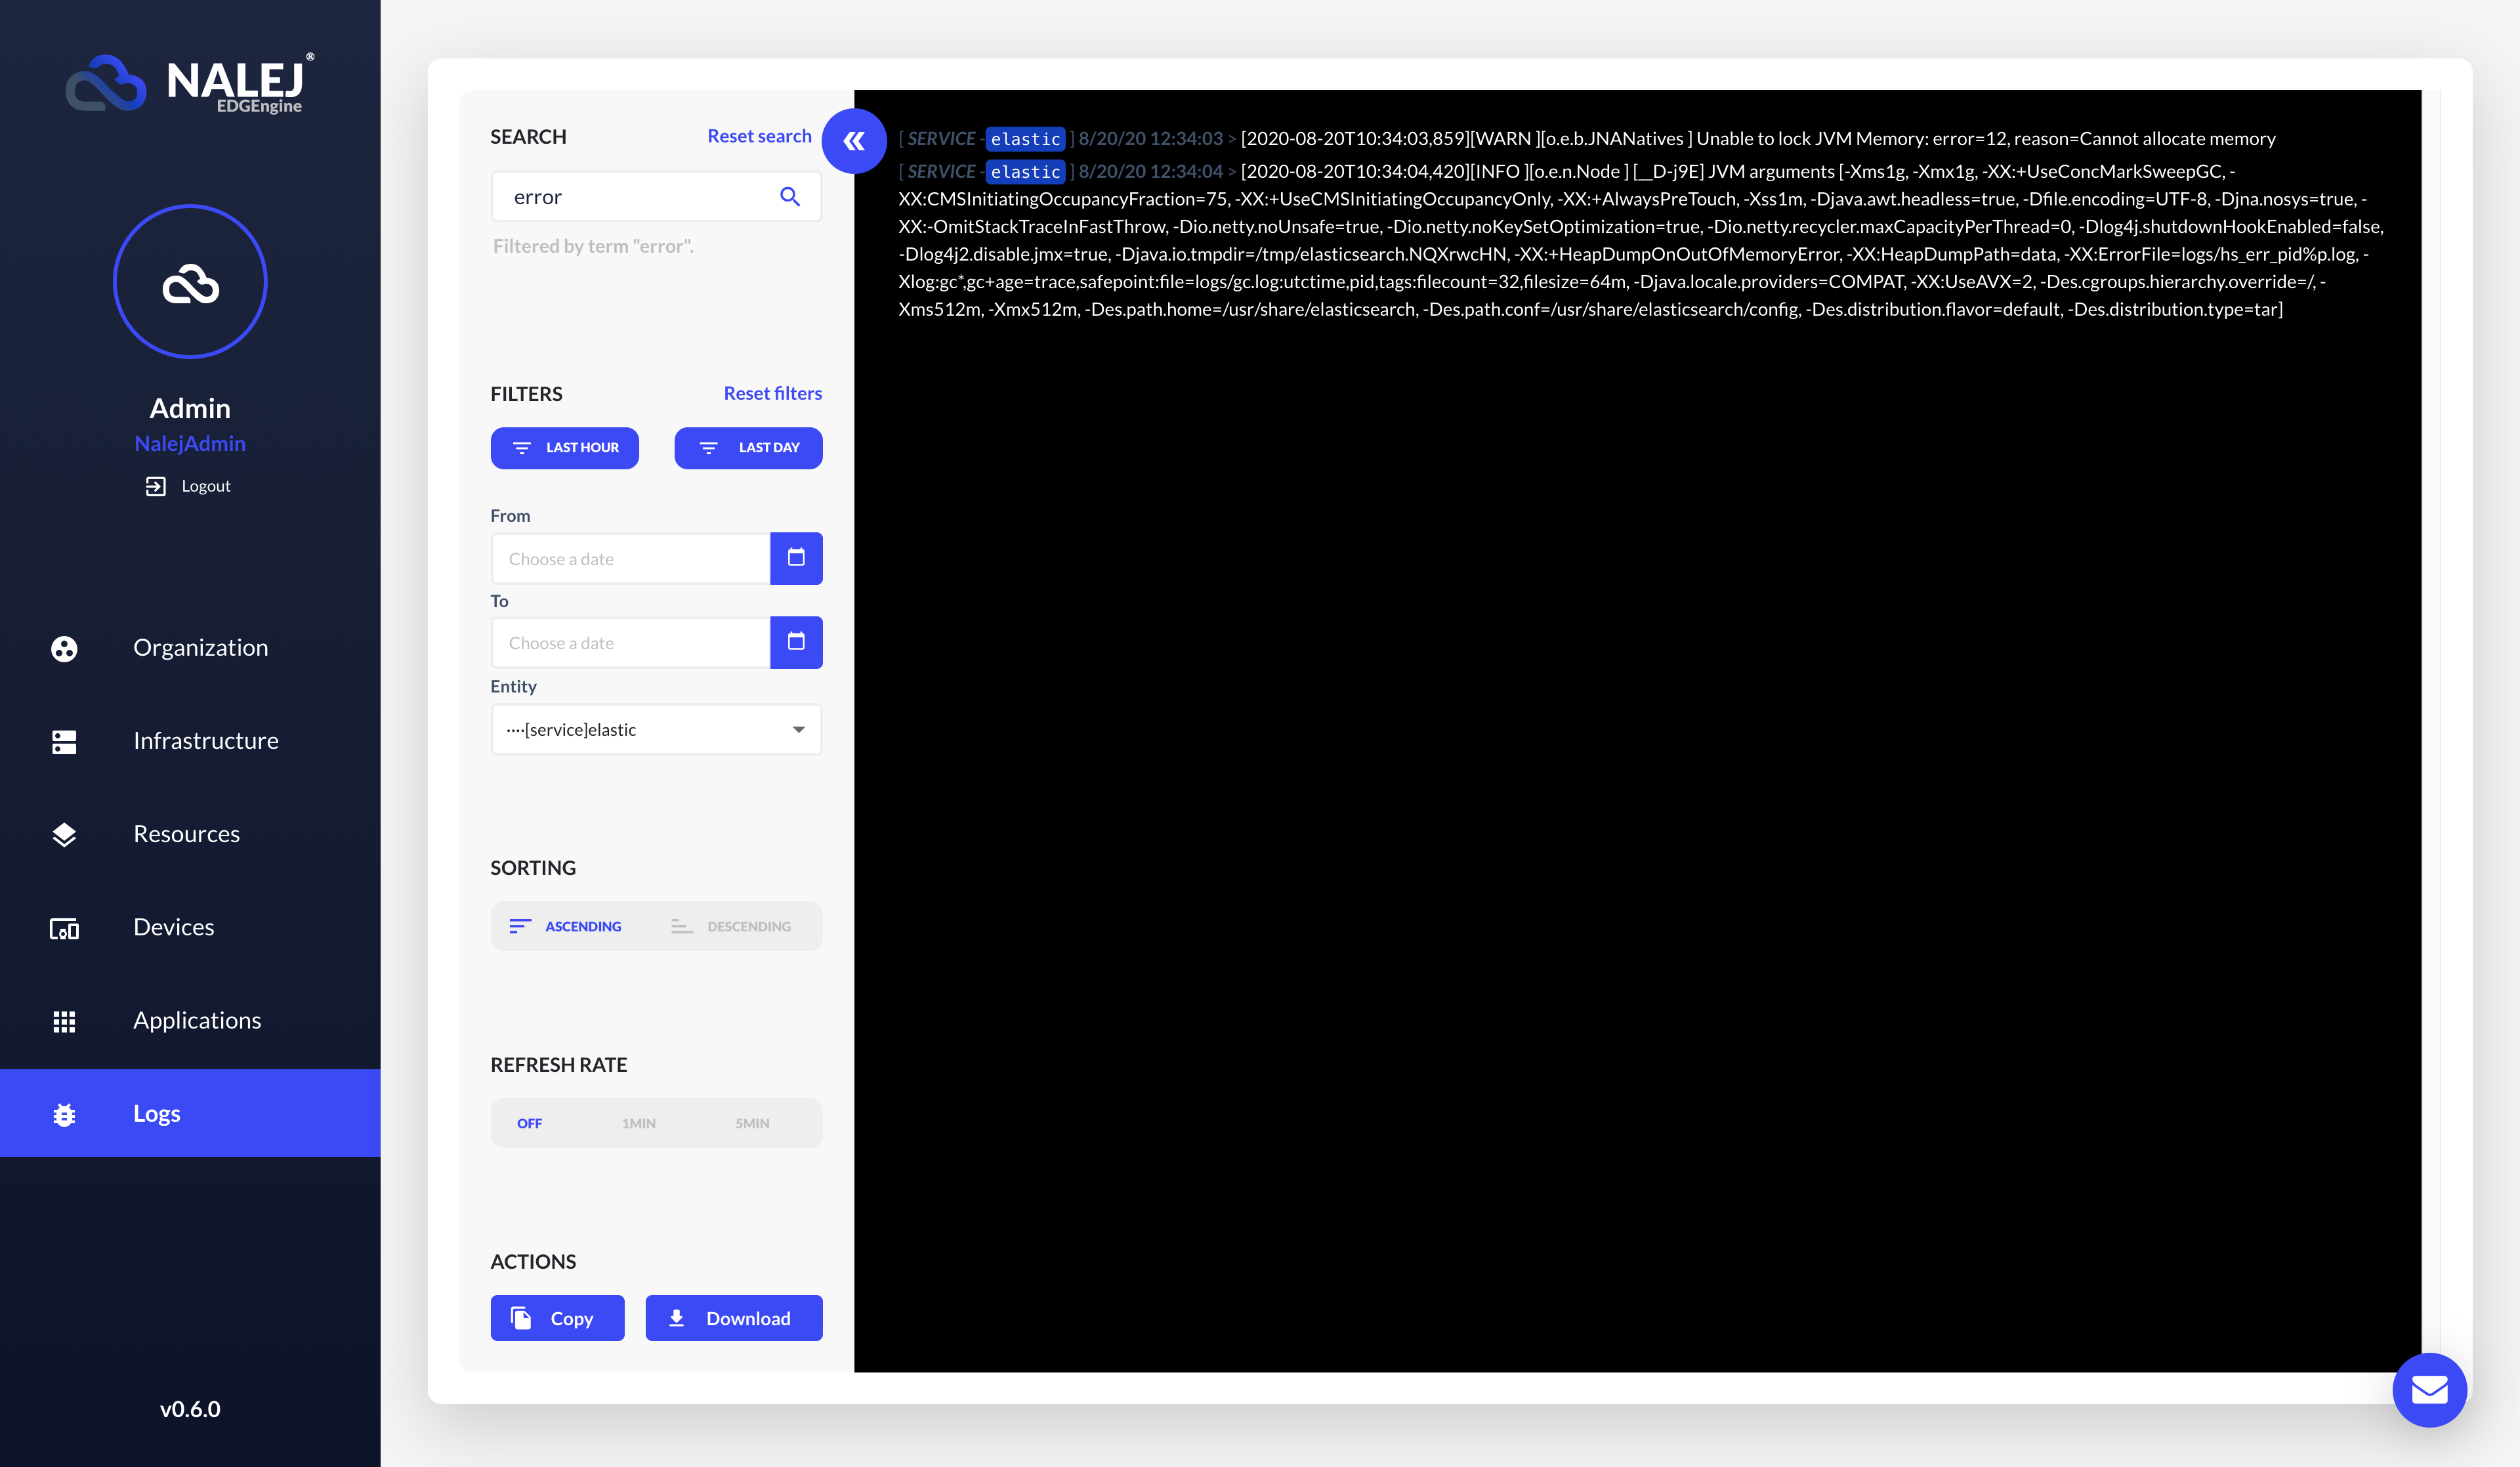 NALEJ®
EDGEngine
Admin
NalejAdmin
Logout
Organization
Infrastructure
Resources
Devices
Applications
Logs
v0.6.0
SEARCH Reset search
error
Filtered by term "error".
FILTERS Reset filters
LAST HOUR LAST DAY
From
Choose a date
To
Choose a date
Entity
····[service]elastic
SORTING
ASCENDING DESCENDING
REFRESH RATE
OFF 1MIN 5MIN
ACTIONS
Copy Download
[ SERVICE - elastic ] 8/20/20 12:34:03 > [2020-08-20T10:34:03,859][WARN ][o.e.b.JNANatives ] Unable to lock JVM Memory: error=12, reason=Cannot allocate memory
[ SERVICE - elastic ] 8/20/20 12:34:04 > [2020-08-20T10:34:04,420][INFO ][o.e.n.Node ] [__D-j9E] JVM arguments [-Xms1g, -Xmx1g, -XX:+UseConcMarkSweepGC, -
XX:CMSInitiatingOccupancyFraction=75, -XX:+UseCMSInitiatingOccupancyOnly, -XX:+AlwaysPreTouch, -Xss1m, -Djava.awt.headless=true, -Dfile.encoding=UTF-8, -Djna.nosys=true, -
XX:-OmitStackTraceInFastThrow, -Dio.netty.noUnsafe=true, -Dio.netty.noKeySetOptimization=true, -Dio.netty.recycler.maxCapacityPerThread=0, -Dlog4j.shutdownHookEnabled=false,
-Dlog4j2.disable.jmx=true, -Djava.io.tmpdir=/tmp/elasticsearch.NQXrwcHN, -XX:+HeapDumpOnOutOfMemoryError, -XX:HeapDumpPath=data, -XX:ErrorFile=logs/hs_err_pid%p.log, -
Xlog:gc*,gc+age=trace,safepoint:file=logs/gc.log:utctime,pid,tags:filecount=32,filesize=64m, -Djava.locale.providers=COMPAT, -XX:UseAVX=2, -Des.cgroups.hierarchy.override=/, -
Xms512m, -Xmx512m, -Des.path.home=/usr/share/elasticsearch, -Des.path.conf=/usr/share/elasticsearch/config, -Des.distribution.flavor=default, -Des.distribution.type=tar]